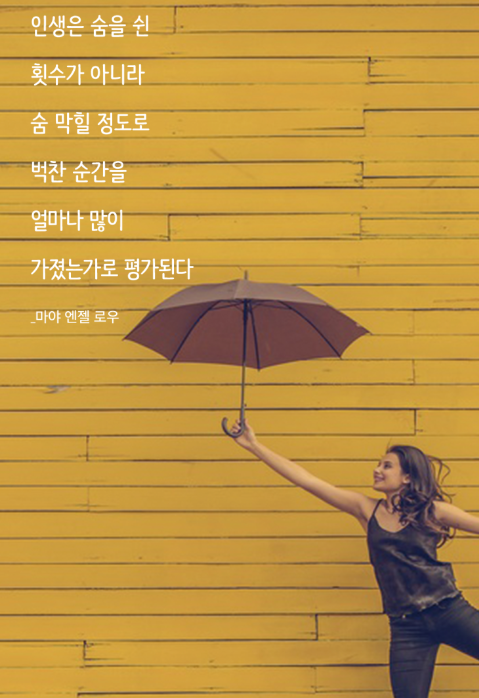 인생은 숨을 쉰
횟수가 아니라
숨 막힐 정도로
벅찬 순간을
얼마나 많이
가졌는가로 평가된다
_마야 엔젤 로우